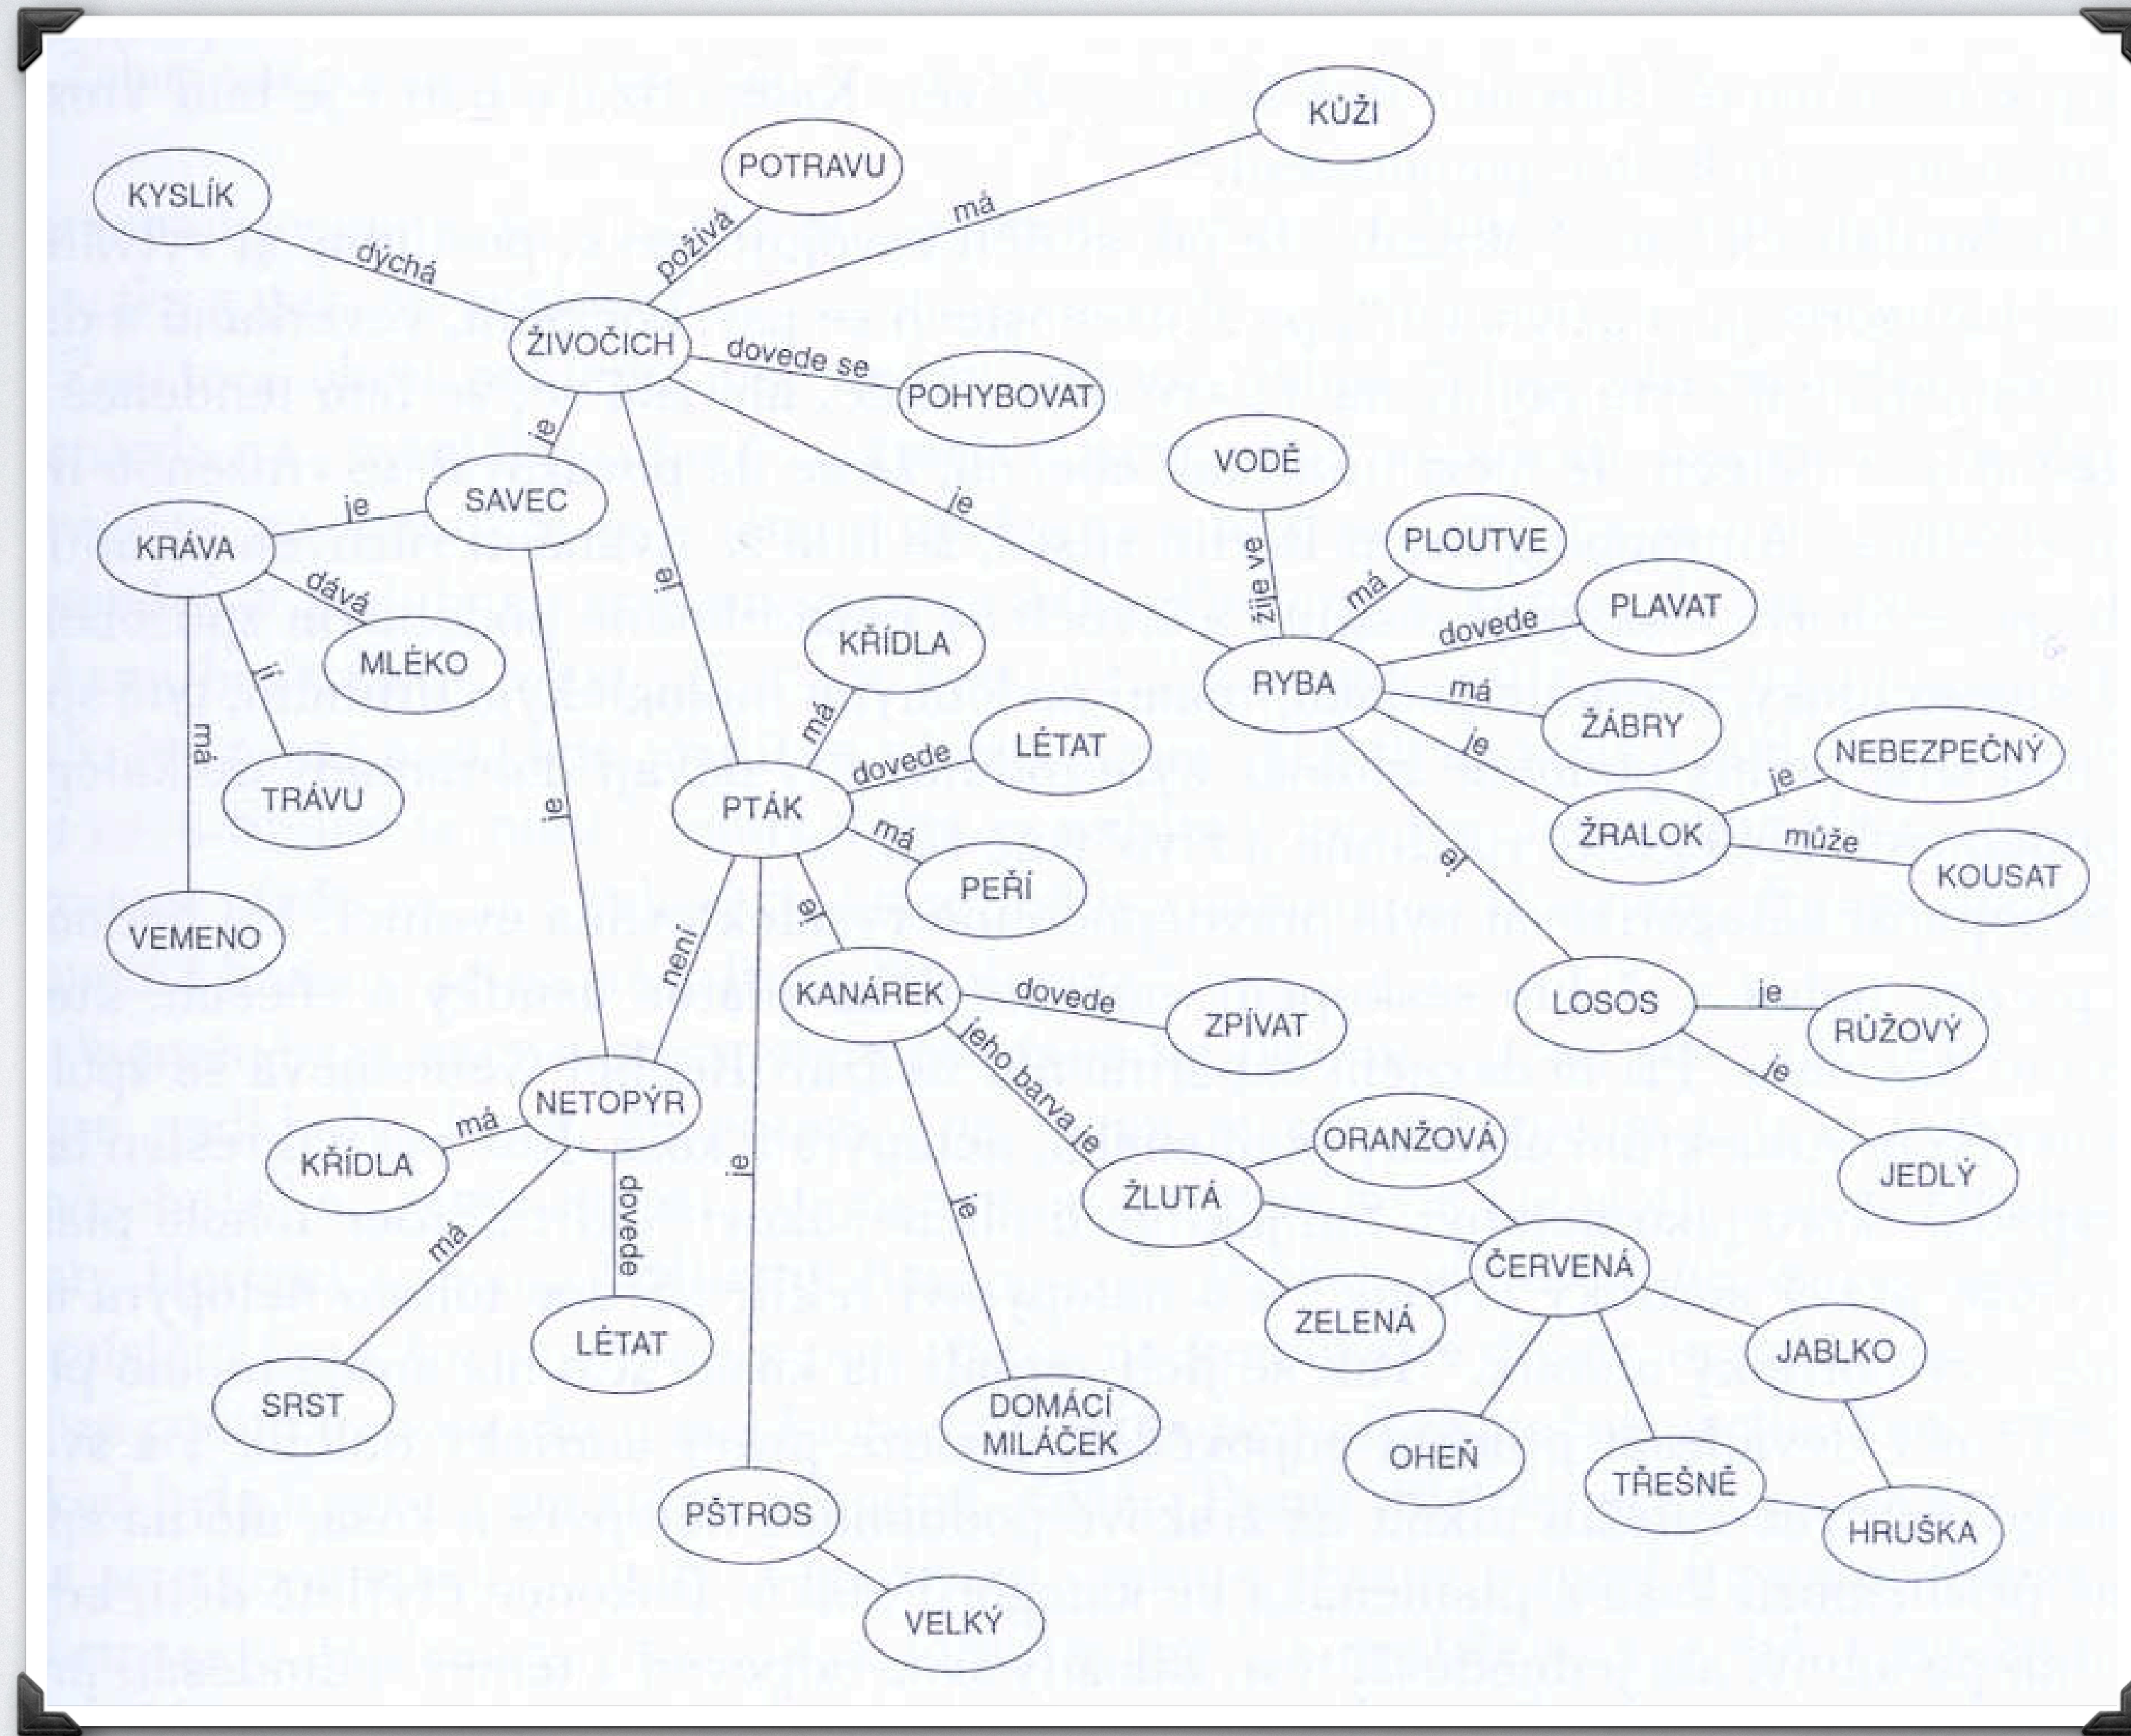 KŮŽI
POTRAVU
KYSLÍK
má
požívá
dýchá
ŽIVOČICH
dovede se
POHYBOVAT
je
VODĚ
SAVEC
je
je
PLOUTVE
KRÁVA
žije ve
má
PLAVAT
dává
je
dovede
KŘÍDLA
MLÉKO
jí
RYBA
má
má
má
ŽÁBRY
LÉTAT
je
NEBEZPEČNÝ
dovede
je
TRÁVU
je
PTÁK
má
ŽRALOK
může
je
KOUSAT
PEŘÍ
je
VEMENO
není
KANÁREK
dovede
ZPÍVAT
LOSOS
je
RŮŽOVÝ
jeho barva je
je
NETOPÝR
má
ORANŽOVÁ
KŘÍDLA
je
JEDLÝ
ŽLUTÁ
je
dovede
má
ČERVENÁ
ZELENÁ
LÉTAT
JABLKO
SRST
DOMÁCÍ
MILÁČEK
OHEŇ
TŘEŠNĚ
PŠTROS
HRUŠKA
VELKÝ